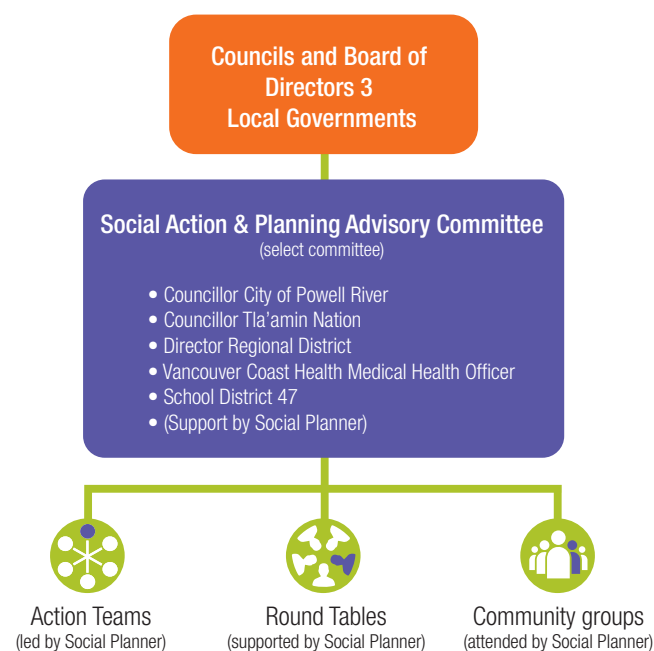 Councils and Board of
Directors 3
Local Governments
Social Action & Planning Advisory Committee
(select committee)
• Councillor City of Powell River
• Councillor Tla'amin Nation
• Director Regional District
• Vancouver Coast Health Medical Health Officer
• School District 47
• (Support by Social Planner)
Action Teams
(led by Social Planner)
Round Tables
(supported by Social Planner)
Community groups
(attended by Social Planner)